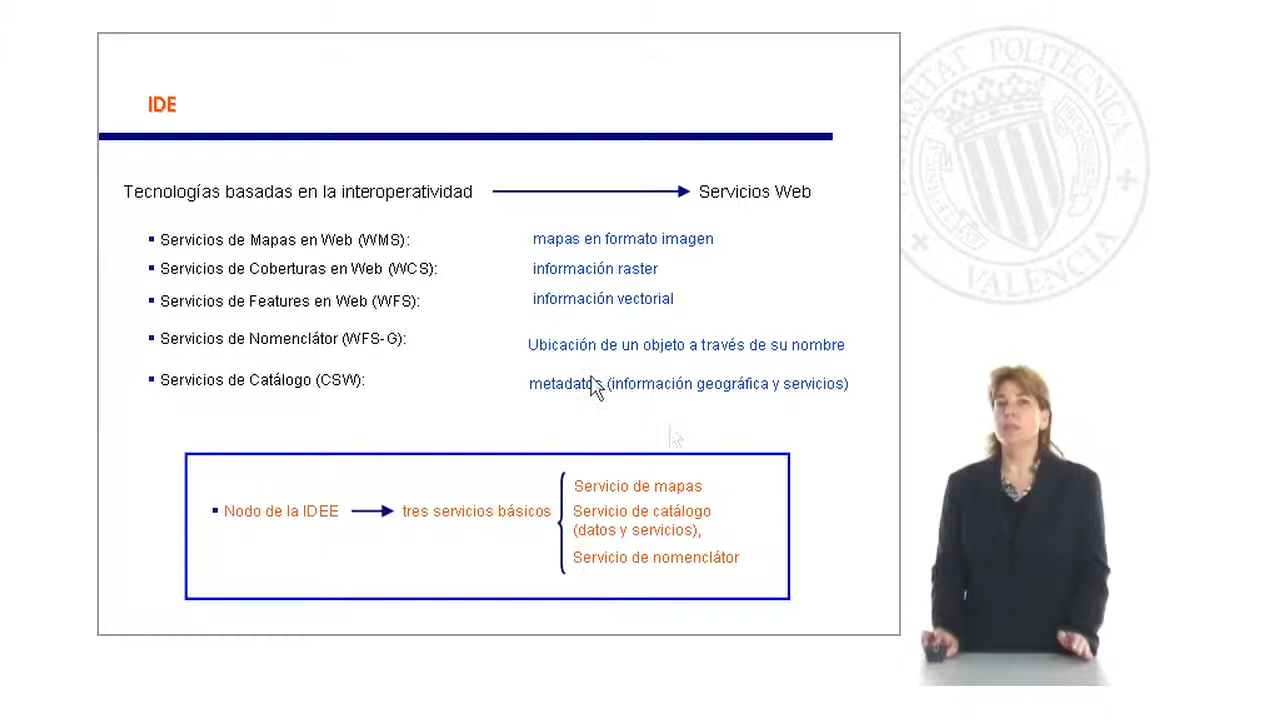 IDE
Tecnologías basadas en la interoperatividad
Servicios Web
▪ Servicios de Mapas en Web (WMS):
mapas en formato imagen
▪ Servicios de Coberturas en Web (WCS):
información raster
▪ Servicios de Features en Web (WFS):
información vectorial
▪ Servicios de Nomenclátor (WFS-G):
Ubicación de un objeto a través de su nombre
▪ Servicios de Catálogo (CSW):
metadatos (información geográfica y servicios)
▪ Nodo de la IDEE
tres servicios básicos
Servicio de mapas
Servicio de catálogo
(datos y servicios),
Servicio de nomenclátor
POLITECNICA
VALENCIA